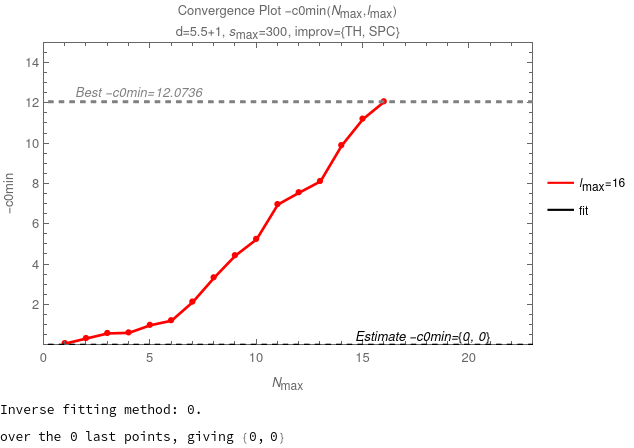 Convergence Plot −c0min(Nmax,lmax)
d=5.5+1, smax=300, improv={TH, SPC}
14
Best −c0min=12.0736
12
10
8
6
4
2
−c0min
lmax=16
fit
Estimate −c0min={0, 0}
0
5
10
15
20
Nmax
Inverse fitting method: 0.
over the 0 last points, giving {0, 0}